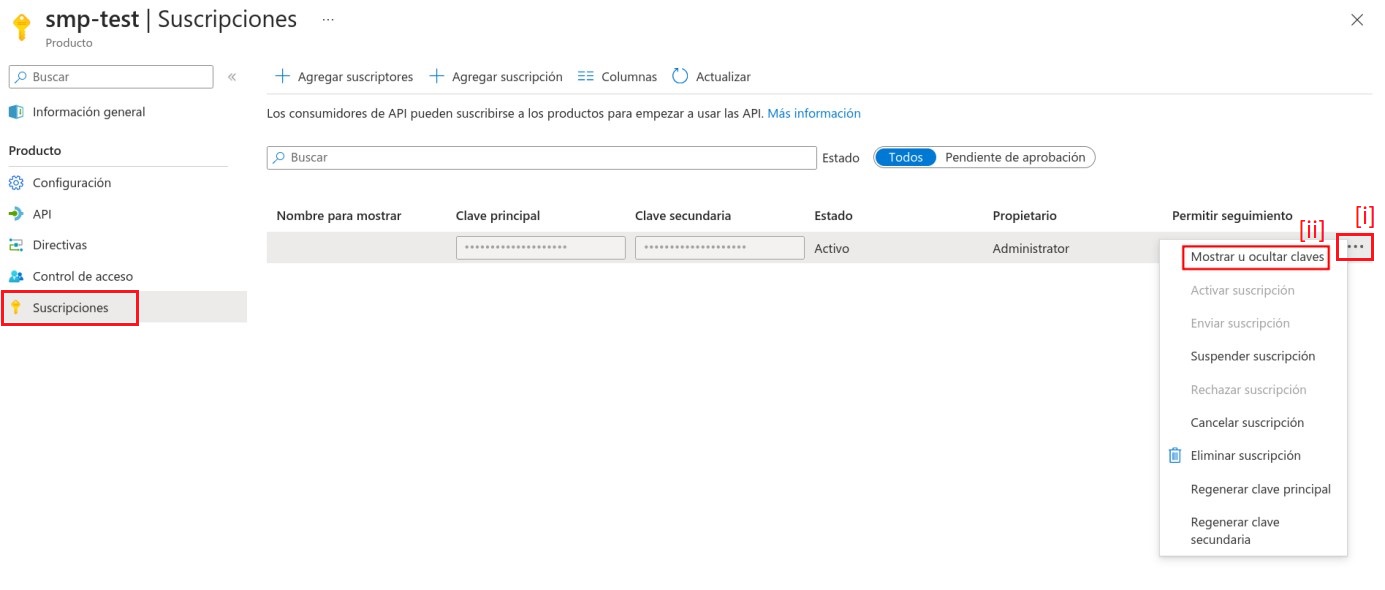 smp-test | Suscripciones ...
Producto
Buscar
«
Agregar suscriptores
Agregar suscripción
Columnas
Actualizar
Información general
Los consumidores de API pueden suscribirse a los productos para empezar a usar las API. Más información
Producto
Buscar
Estado
Todos
Pendiente de aprobación
Configuración
API
Directivas
Control de acceso
Suscripciones
Nombre para mostrar
Clave principal
Clave secundaria
Estado
Propietario
Permitir seguimiento
[i]
[ii]
••••••••••••••••••••
••••••••••••••••••••
Activo
Administrator
...
Mostrar u ocultar claves
Activar suscripción
Enviar suscripción
Suspender suscripción
Rechazar suscripción
Cancelar suscripción
Eliminar suscripción
Regenerar clave principal
Regenerar clave
secundaria